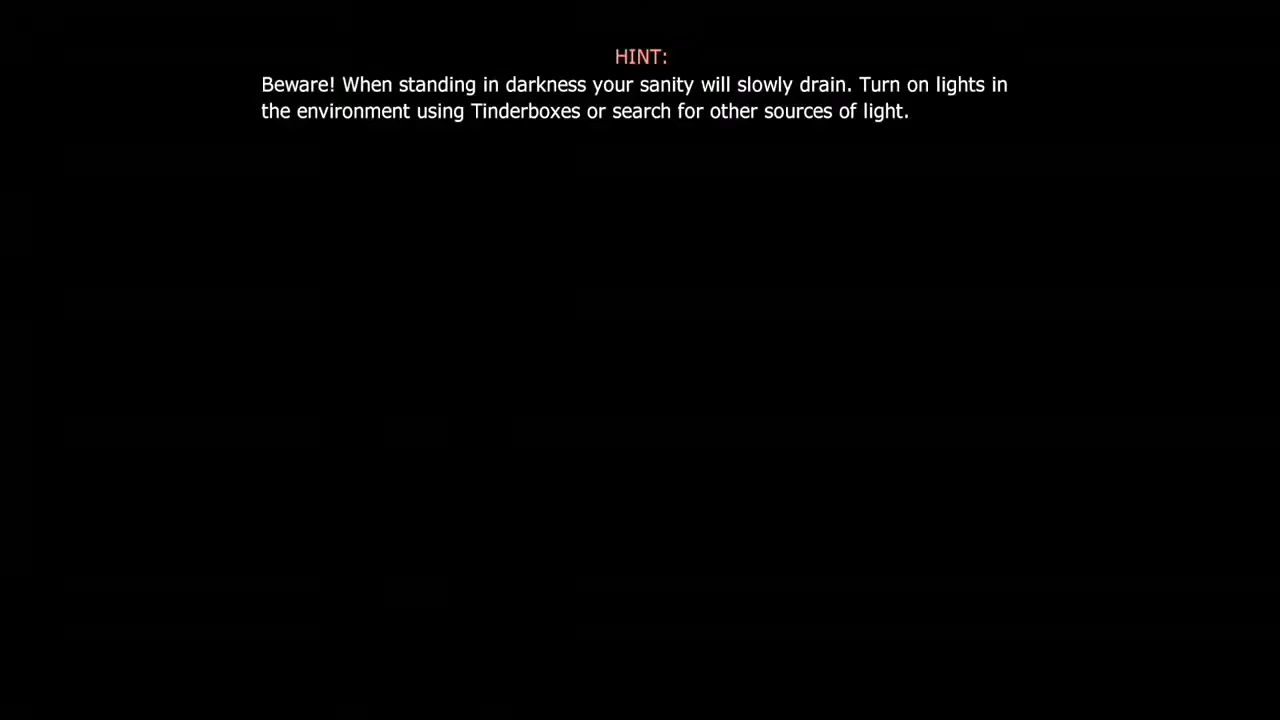 HINT:
Beware! When standing in darkness your sanity will slowly drain. Turn on lights in
the environment using Tinderboxes or search for other sources of light.